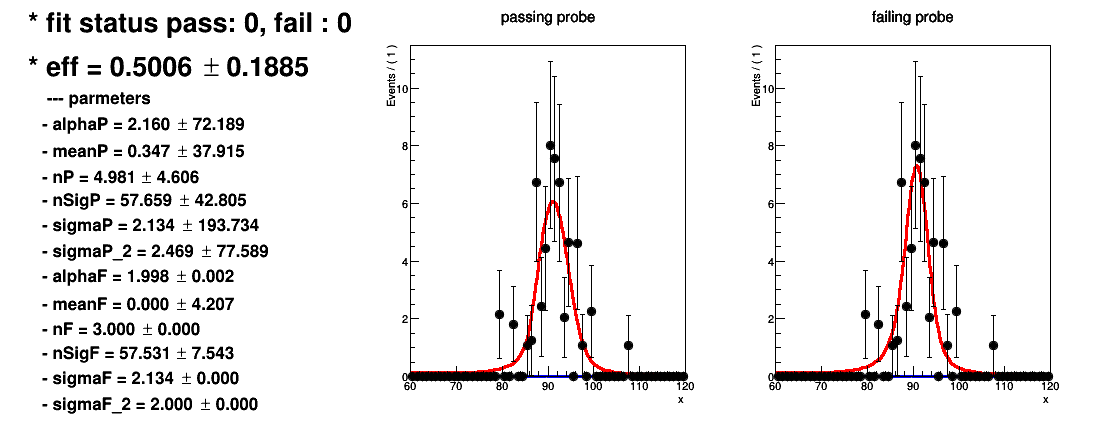 * fit status pass: 0, fail : 0
* eff = 0.5006 ± 0.1885
--- parmeters
- alphaP = 2.160 ± 72.189
- meanP = 0.347 ± 37.915
- nP = 4.981 ± 4.606
- nSigP = 57.659 ± 42.805
- sigmaP = 2.134 ± 193.734
- sigmaP_2 = 2.469 ± 77.589
- alphaF = 1.998 ± 0.002
- meanF = 0.000 ± 4.207
- nF = 3.000 ± 0.000
- nSigF = 57.531 ± 7.543
- sigmaF = 2.134 ± 0.000
- sigmaF_2 = 2.000 ± 0.000
passing probe
Events / ( 1 )
10
8
6
4
2
0
60 70 80 90 100 110 120
x
failing probe
Events / ( 1 )
10
8
6
4
2
0
60 70 80 90 100 110 120
x